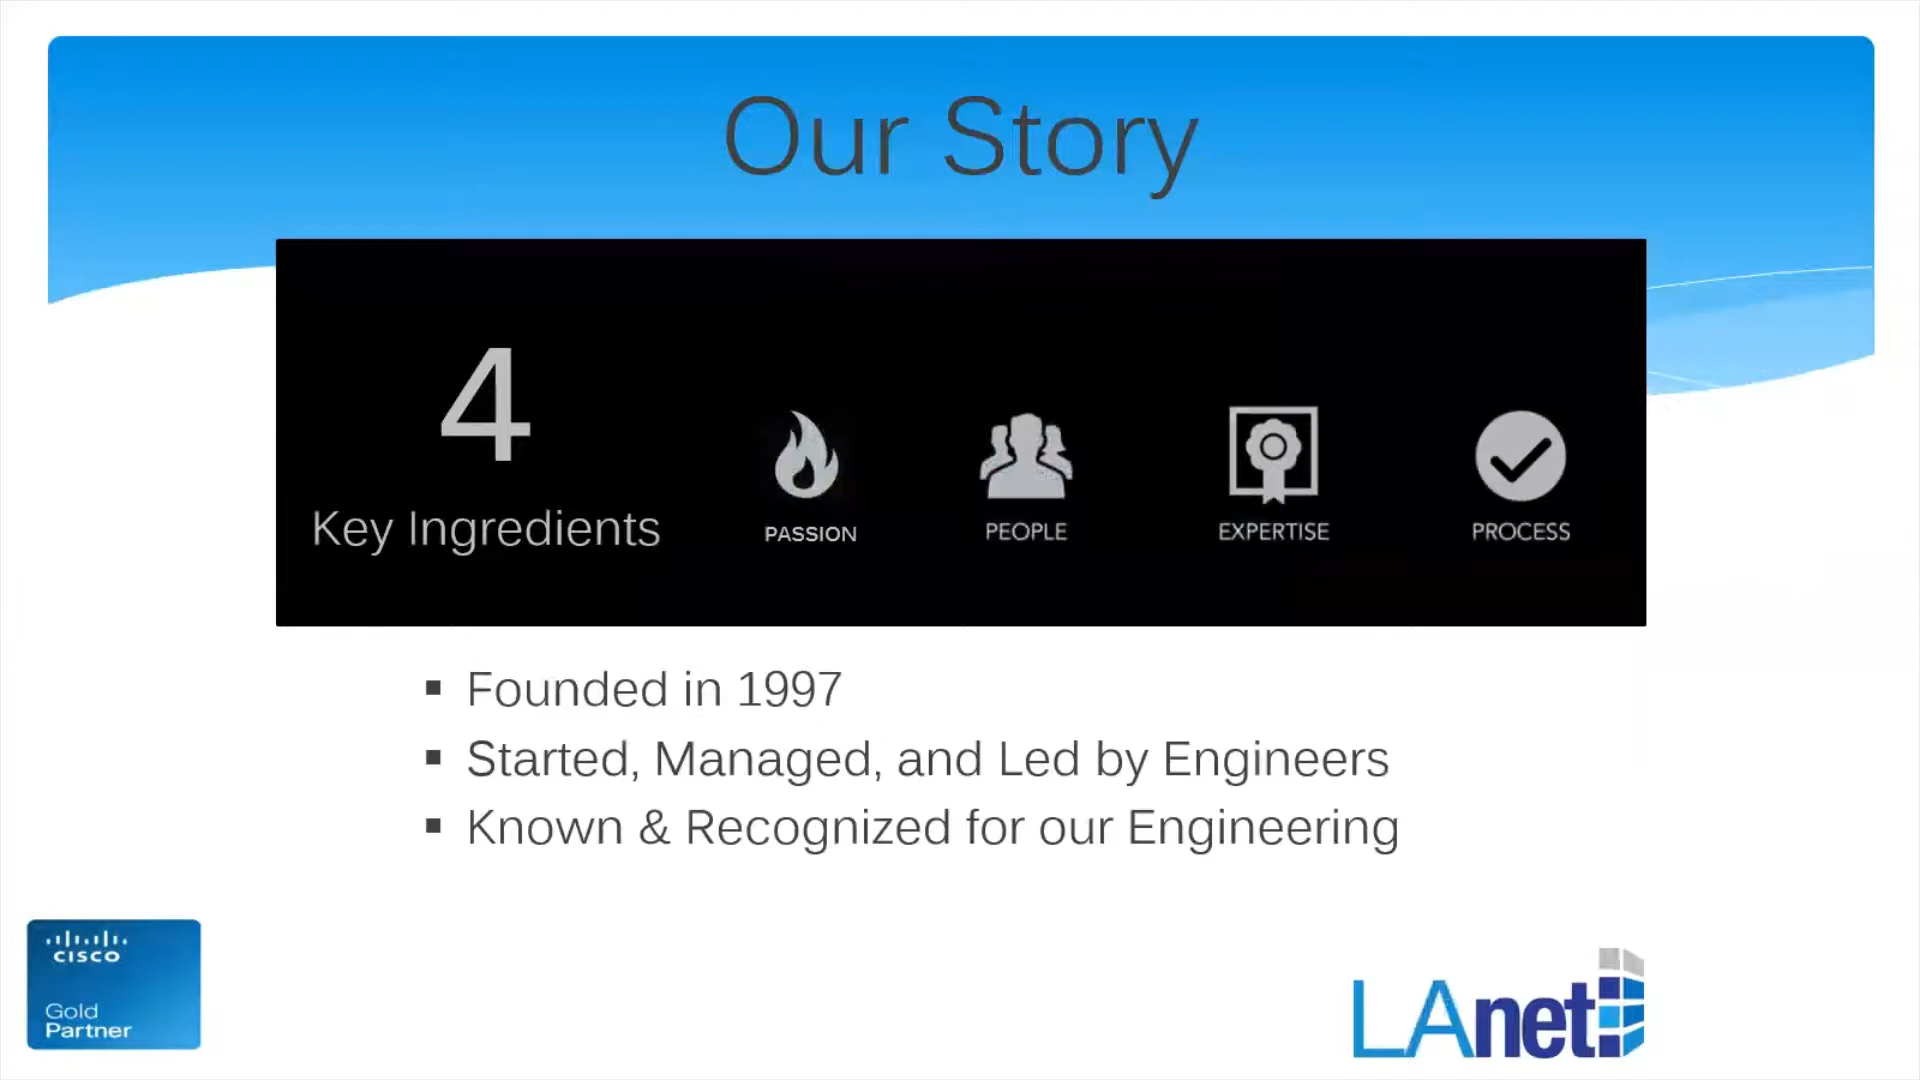 Our Story
4
Key Ingredients
PASSION
PEOPLE
EXPERTISE
PROCESS
▪ Founded in 1997
▪ Started, Managed, and Led by Engineers
▪ Known & Recognized for our Engineering
CISCO
Gold
Partner
LAnet